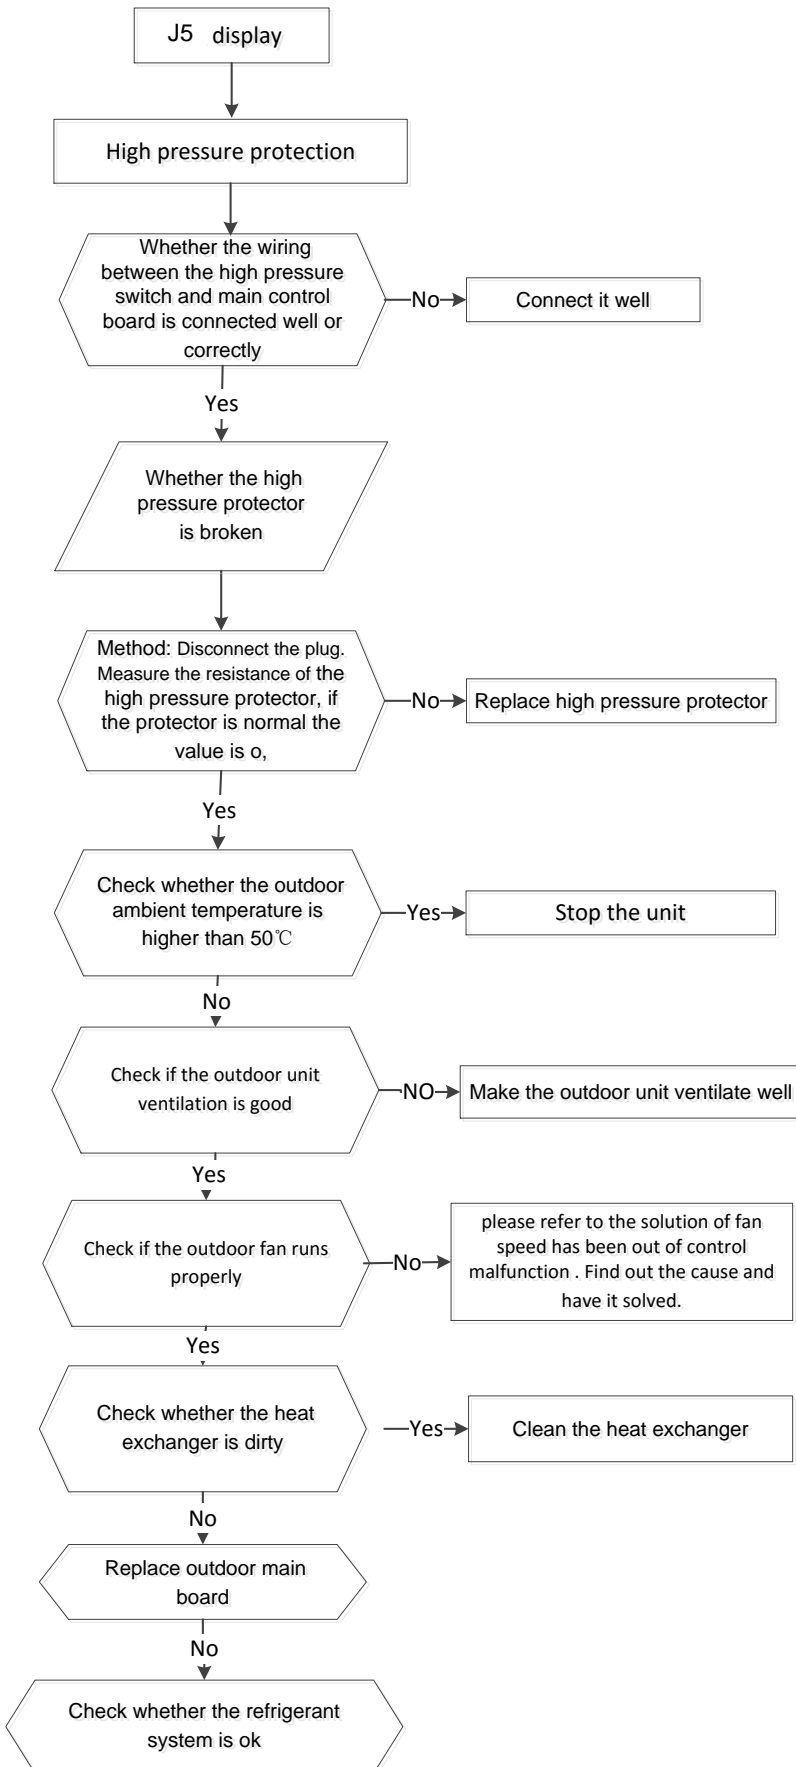 J5 display
High pressure protection
Whether the wiring
between the high pressure
switch and main control
board is connected well or
correctly
No
Connect it well
Yes
Whether the high
pressure protector
is broken
Method: Disconnect the plug.
Measure the resistance of the
high pressure protector, if
the protector is normal the
value is o,
No
Replace high pressure protector
Yes
Check whether the outdoor
ambient temperature is
higher than 50℃
Yes
Stop the unit
No
Check if the outdoor unit
ventilation is good
NO
Make the outdoor unit ventilate well
Yes
Check if the outdoor fan runs
properly
No
please refer to the solution of fan
speed has been out of control
malfunction . Find out the cause and
have it solved.
Yes
Check whether the heat
exchanger is dirty
Yes
Clean the heat exchanger
No
Replace outdoor main
board
No
Check whether the refrigerant
system is ok